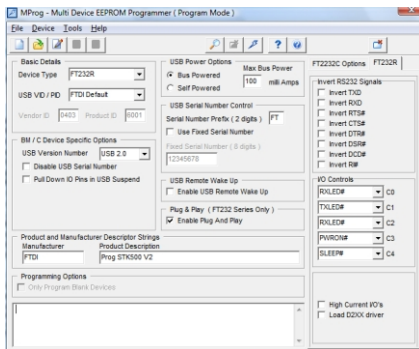 MProg - Multi Device EEPROM Programmer ( Program Mode )
File Device Tools Help
Basic Details
Device Type FT232R
USB VID / PID FTDI Default
Vendor ID 0403 Product ID 6001
BM / C Device Specific Options
USB Version Number USB 2.0
Disable USB Serial Number
Pull Down IO Pins in USB Suspend
USB Power Options
Bus Powered
Self Powered
Max Bus Power
100 milli Amps
USB Serial Number Control
Serial Number Prefix ( 2 digits ) FT
Use Fixed Serial Number
Fixed Serial Number ( 8 digits )
12345678
USB Remote Wake Up
Enable USB Remote Wake Up
Plug & Play ( FT232 Series Only )
Enable Plug And Play
Product and Manufacturer Descriptor Strings
Manufacturer Product Description
FTDI Prog STK500 V2
Programming Options
Only Program Blank Devices
FT2232C Options FT232R
Invert RS232 Signals
Invert TXD
Invert RXD
Invert RTS#
Invert CTS#
Invert DTR#
Invert DSR#
Invert DCD#
Invert RI#
I/O Controls
RXLED# C0
TXLED# C1
RXLED# C2
PWRON# C3
SLEEP# C4
High Current I/O's
Load D2XX driver